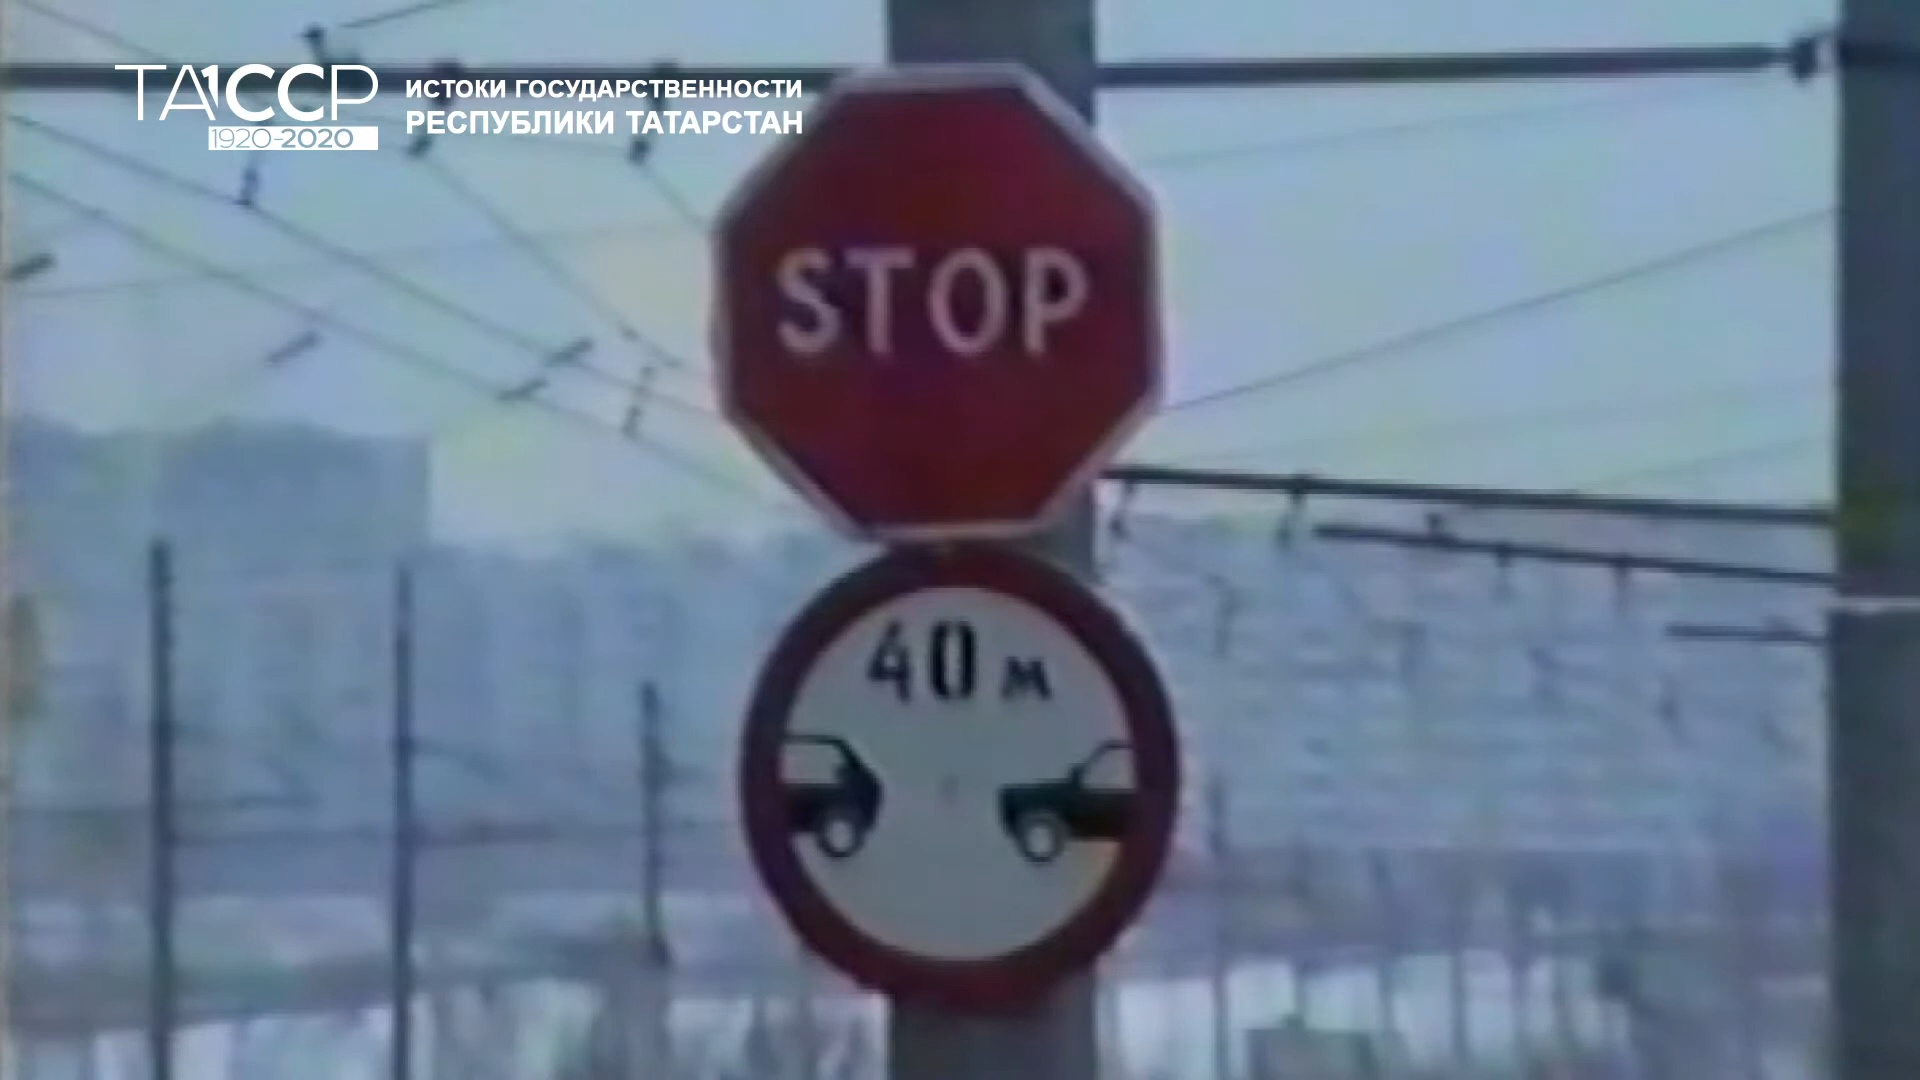 ТАССР
1920-2020
ИСТОКИ ГОСУДАРСТВЕННОСТИ
РЕСПУБЛИКИ ТАТАРСТАН
STOP
40 м